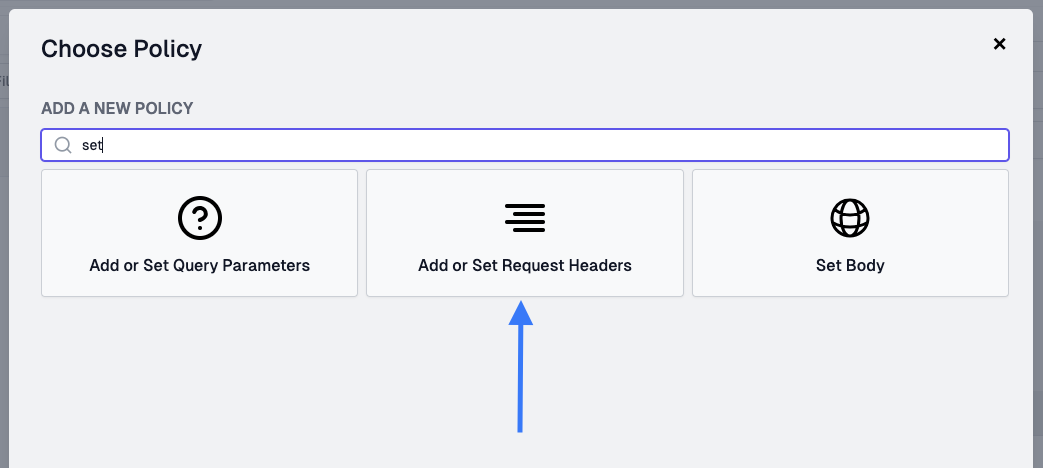 Choose Policy
ADD A NEW POLICY
set
Add or Set Query Parameters
Add or Set Request Headers
Set Body